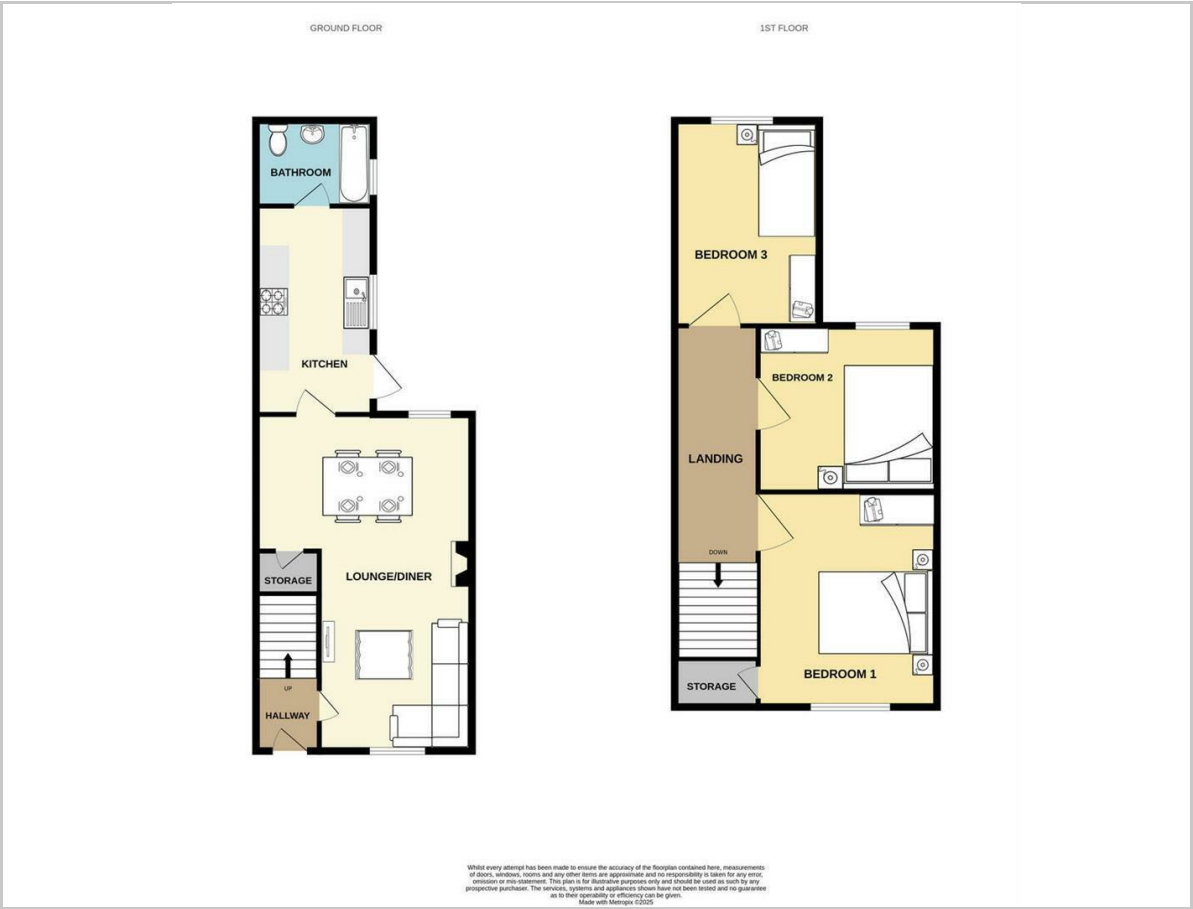 GROUND FLOOR
BATHROOM
KITCHEN
STORAGE
LOUNGE/DINER
UP
HALLWAY
1ST FLOOR
BEDROOM 3
BEDROOM 2
LANDING
DOWN
STORAGE
BEDROOM 1
Whilst every attempt has been made to ensure the accuracy of the floorplan contained here, measurements
of doors, windows, rooms and any other items are approximate and no responsibility is taken for any error,
omission or mis-statement. This plan is for illustrative purposes only and should be used as such by any
prospective purchaser. The services, systems and appliances shown have not been tested and no guarantee
as to their operability or efficiency can be given.
Made with Metropix ©2025